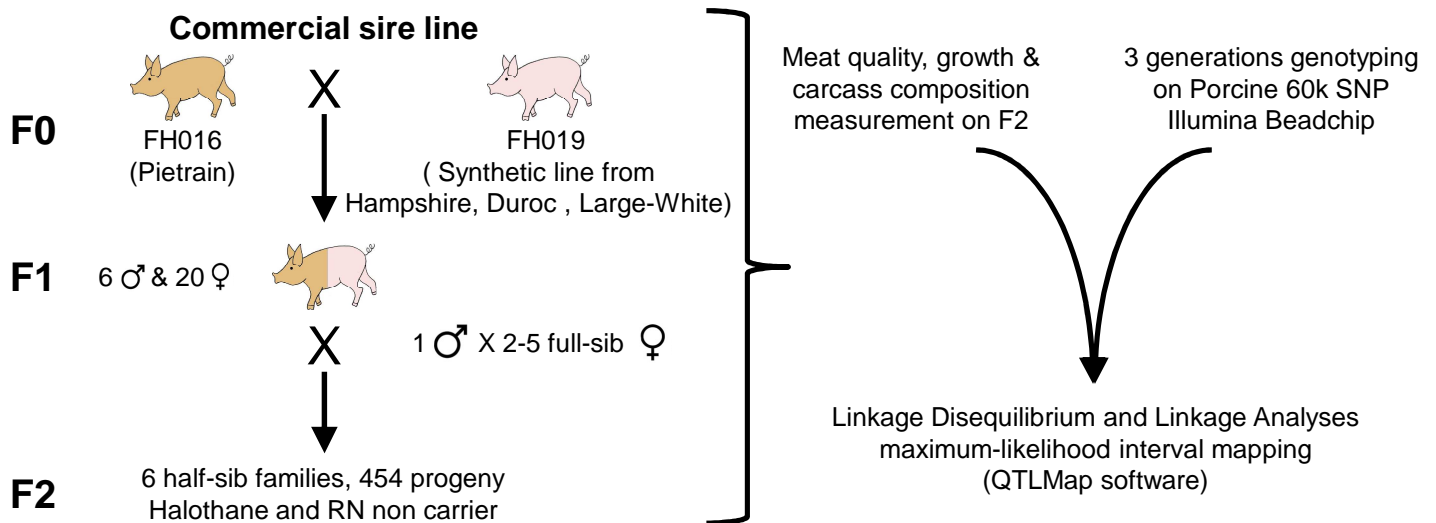 Commercial sire line
F0
X
FH016
(Pietrain)
FH019
( Synthetic line from
Hampshire, Duroc , Large-White)
F1
6 ♂ & 20 ♀
X
1 ♂ X 2-5 full-sib ♀
F2
6 half-sib families, 454 progeny
Halothane and RN non carrier
Meat quality, growth &
carcass composition
measurement on F2
3 generations genotyping
on Porcine 60k SNP
Illumina Beadchip
Linkage Disequilibrium and Linkage Analyses
maximum-likelihood interval mapping
(QTLMap software)